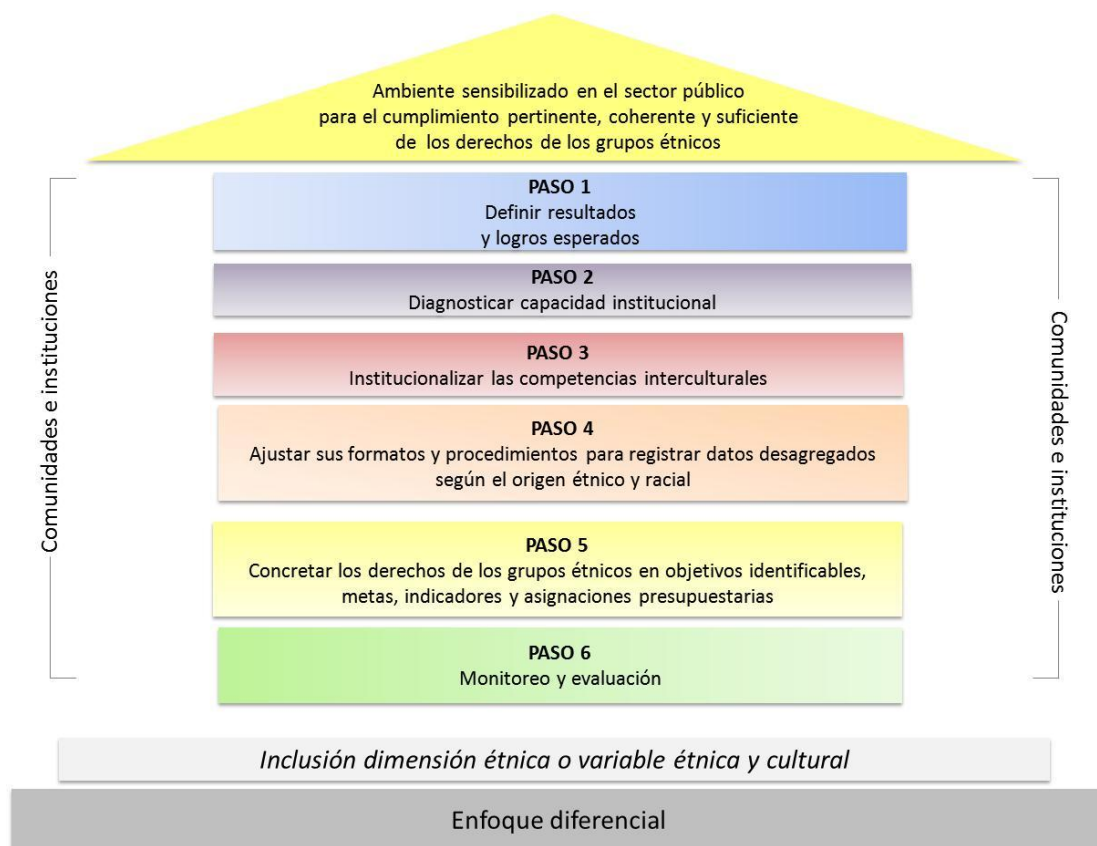 Ambiente sensibilizado en el sector público
para el cumplimiento pertinente, coherente y suficiente
de los derechos de los grupos étnicos
Comunidades e instituciones
PASO 1
Definir resultados
y logros esperados
PASO 2
Diagnosticar capacidad institucional
PASO 3
Institucionalizar las competencias interculturales
PASO 4
Ajustar sus formatos y procedimientos para registrar datos desagregados
según el origen étnico y racial
PASO 5
Concretar los derechos de los grupos étnicos en objetivos identificables,
metas, indicadores y asignaciones presupuestarias
PASO 6
Monitoreo y evaluación
Comunidades e instituciones
Inclusión dimensión étnica o variable étnica y cultural
Enfoque diferencial